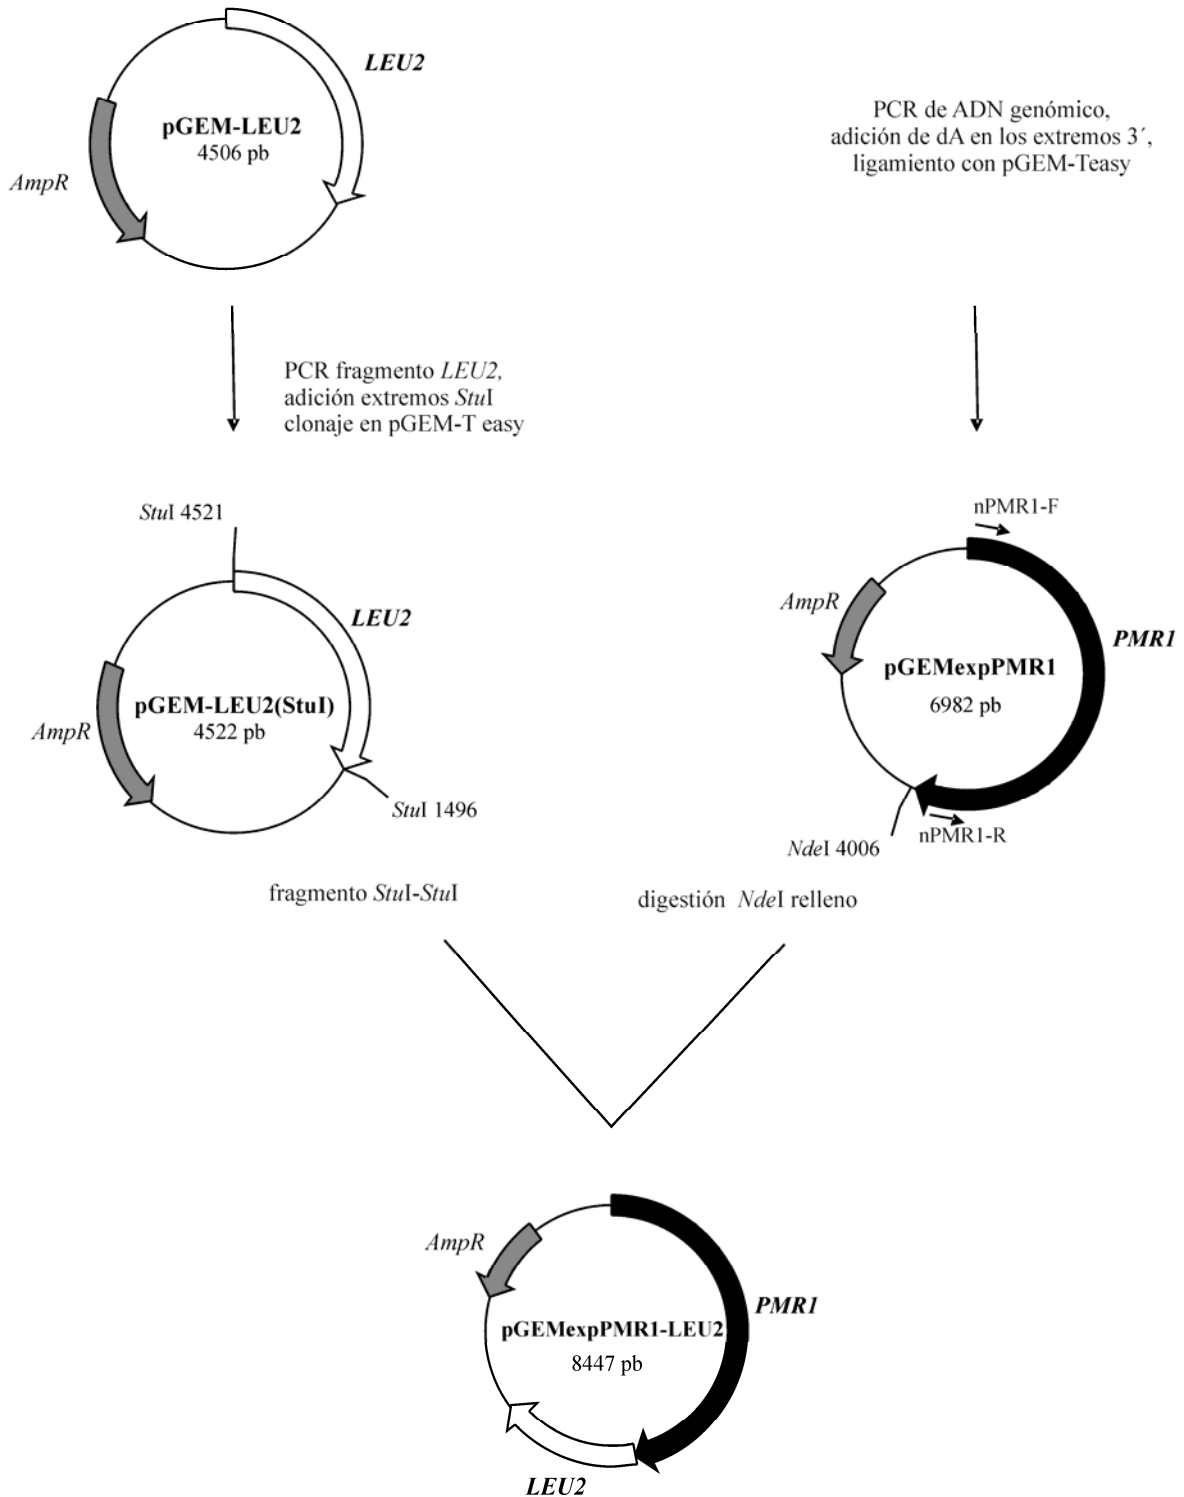 LEU2
pGEM-LEU2
4506 pb
AmpR
PCR de ADN genómico,
adición de dA en los extremos 3´,
ligamiento con pGEM-Teasy
PCR fragmento LEU2,
adición extremos StuI
clonaje en pGEM-T easy
StuI 4521
LEU2
pGEM-LEU2(StuI)
4522 pb
AmpR
StuI 1496
fragmento StuI-StuI
nPMR1-F
AmpR
PMR1
pGEMexpPMR1
6982 pb
nPMR1-R
NdeI 4006
digestión NdeI relleno
AmpR
PMR1
pGEMexpPMR1-LEU2
8447 pb
LEU2